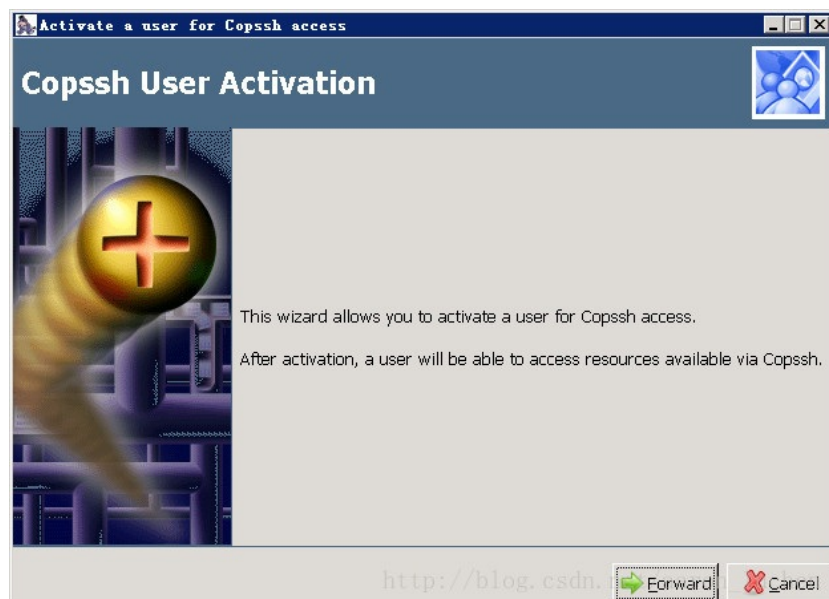 Activate a user for Copssh access
Copssh User Activation
This wizard allows you to activate a user for Copssh access.
After activation, a user will be able to access resources available via Copssh.
http://blog.csdn.
Forward
Cancel